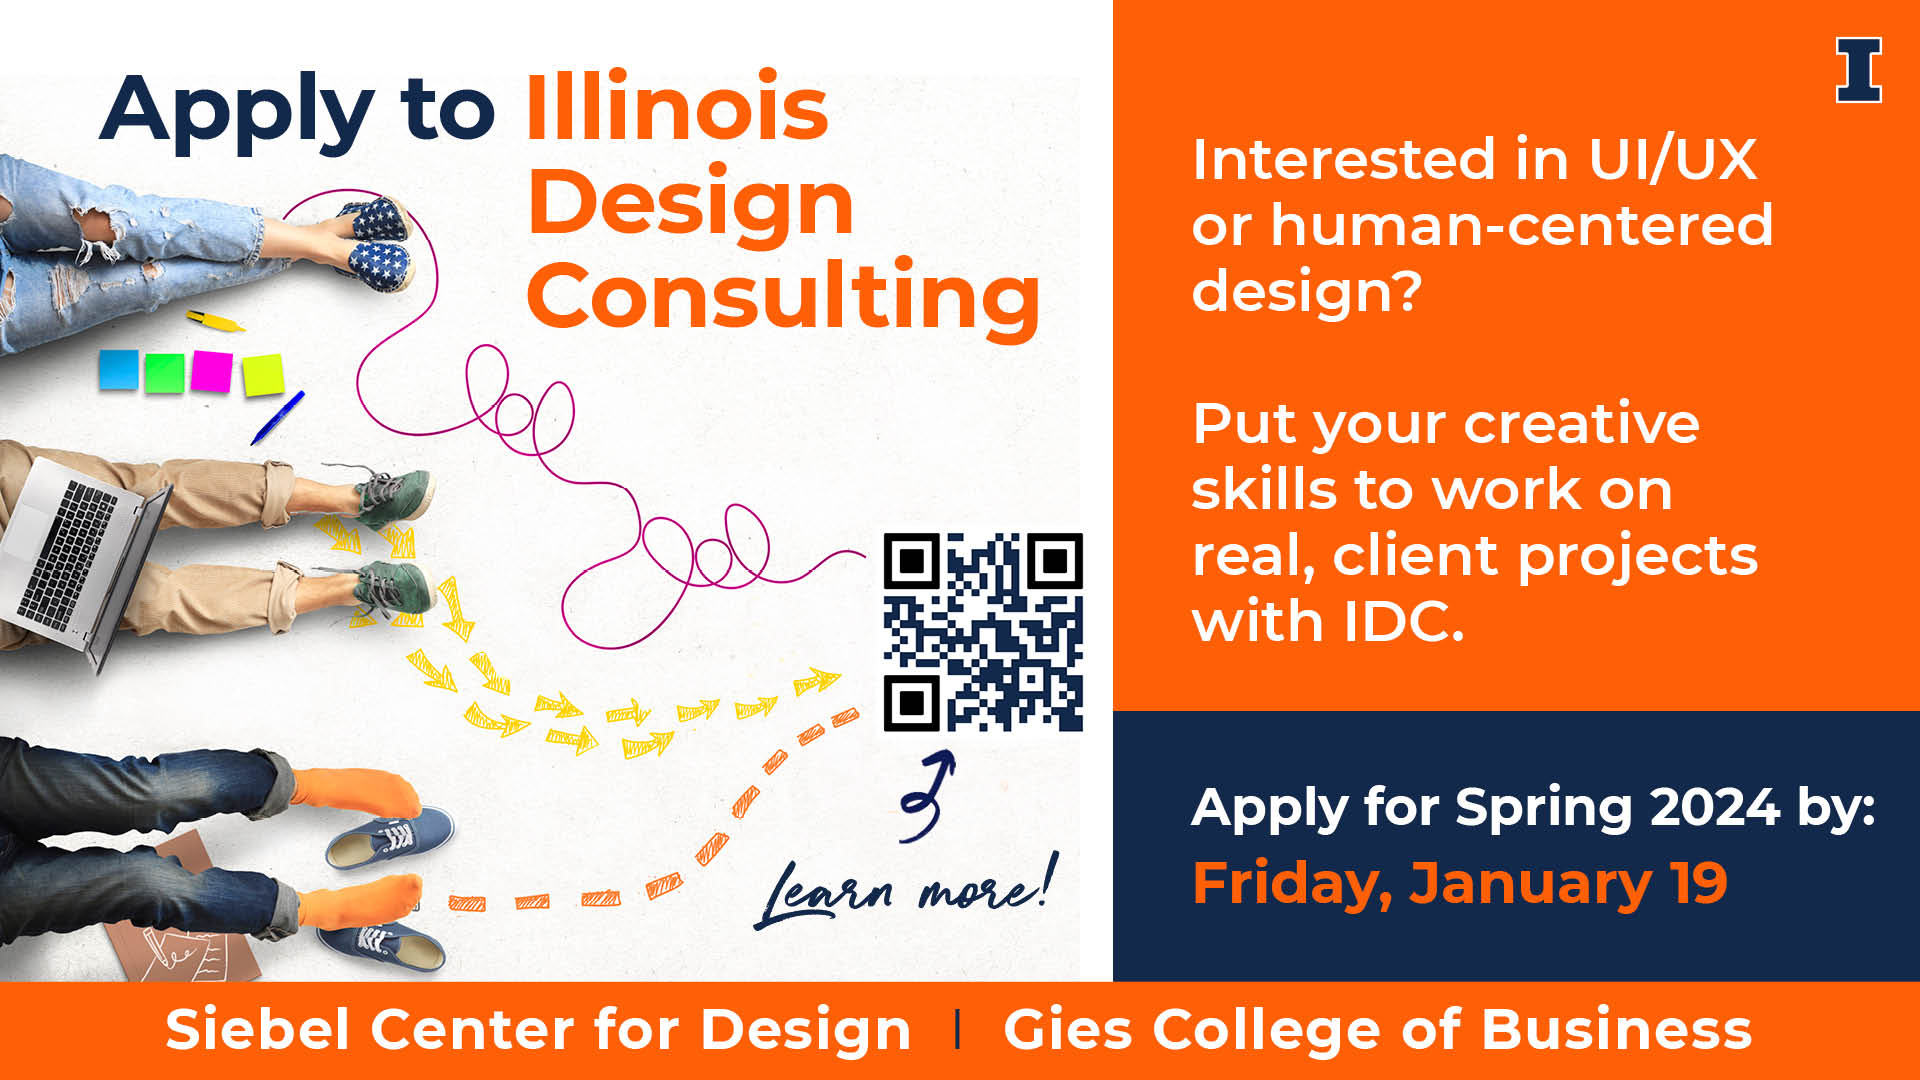 Apply to Illinois
Design
Consulting
Learn more!
I
Interested in UI/UX
or human-centered
design?
Put your creative
skills to work on
real, client projects
with IDC.
Apply for Spring 2024 by:
Friday, January 19
Siebel Center for Design | Gies College of Business